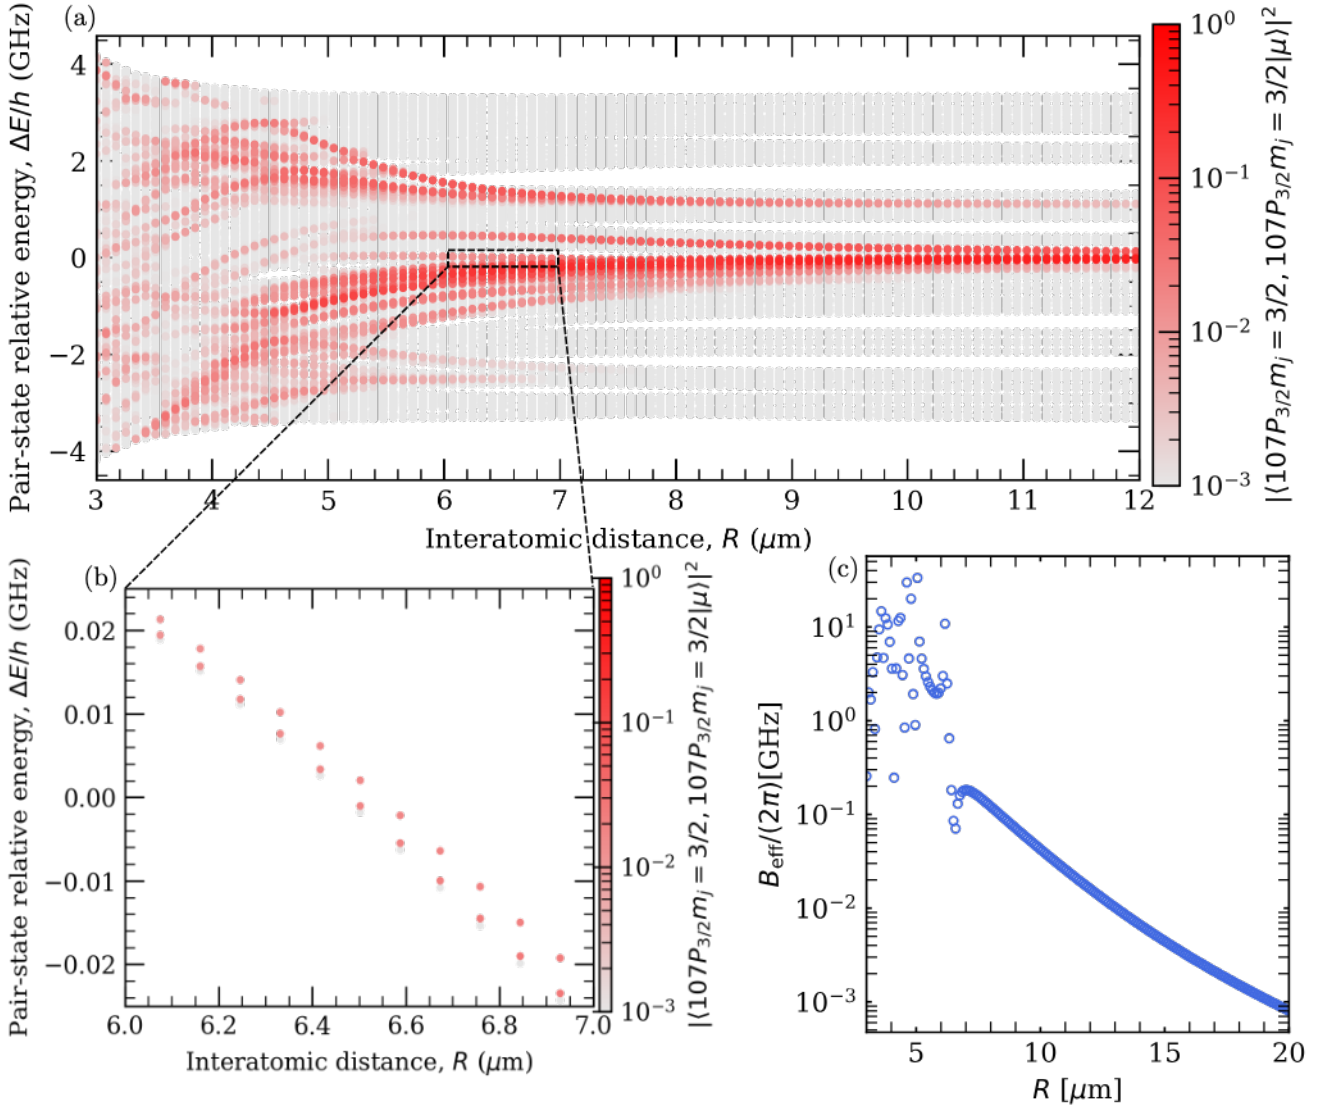 (a)
Pair-state relative energy, ΔE/h (GHz)
4
2
0
−2
−4
3 4 5 6 7 8 9 10 11 12
Interatomic distance, R (μm)
10⁰
10⁻¹
10⁻²
10⁻³
|⟨107P₃/₂mⱼ = 3/2, 107P₃/₂mⱼ = 3/2|μ⟩|²
(b)
Pair-state relative energy, ΔE/h (GHz)
0.02
0.01
0.00
−0.01
−0.02
6.0 6.2 6.4 6.6 6.8 7.0
Interatomic distance, R (μm)
10⁰
10⁻¹
10⁻²
10⁻³
|⟨107P₃/₂mⱼ = 3/2, 107P₃/₂mⱼ = 3/2|μ⟩|²
(c)
B_eff/(2π)[GHz]
10¹
10⁰
10⁻¹
10⁻²
10⁻³
5 10 15 20
R [μm]